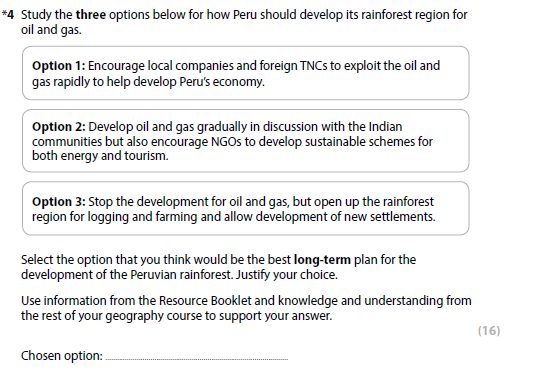 *4 Study the three options below for how Peru should develop its rainforest region for
oil and gas.
Option 1: Encourage local companies and foreign TNCs to exploit the oil and
gas rapidly to help develop Peru's economy.
Option 2: Develop oil and gas gradually in discussion with the Indian
communities but also encourage NGOs to develop sustainable schemes for
both energy and tourism.
Option 3: Stop the development for oil and gas, but open up the rainforest
region for logging and farming and allow development of new settlements.
Select the option that you think would be the best long-term plan for the
development of the Peruvian rainforest. Justify your choice.
Use information from the Resource Booklet and knowledge and understanding from
the rest of your geography course to support your answer.
(16)
Chosen option: